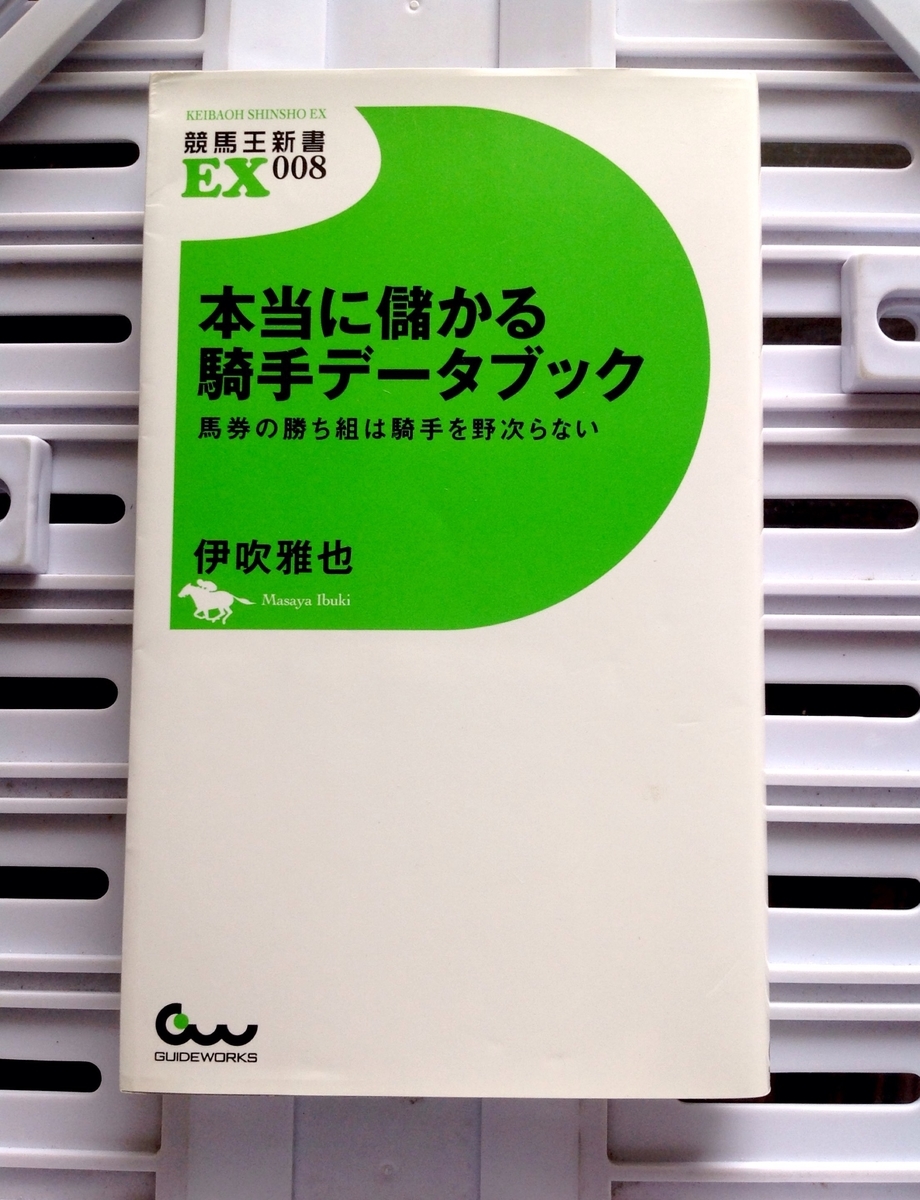 KEIBAOH SHINSHO EX
競馬王新書
EX008
本当に儲かる
騎手データブック
馬券の勝ち組は騎手を野次らない
伊吹雅也
Masaya Ibuki
GUIDEWORKS